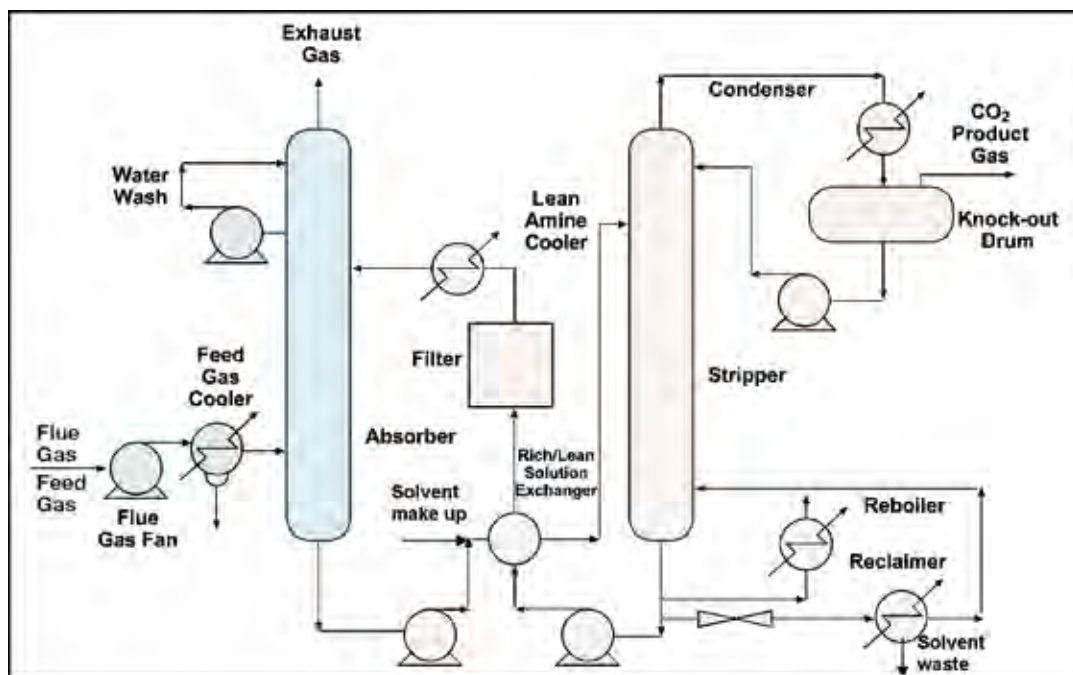 Exhaust
Gas
Condenser
CO₂
Product
Gas
Water
Wash
Lean
Amine
Cooler
Knock-out
Drum
Feed
Gas
Cooler
Filter
Stripper
Flue
Gas
Feed
Gas
Absorber
Rich/Lean
Solution
Exchanger
Solvent
make up
Flue
Gas Fan
Reboiler
Reclaimer
Solvent
waste